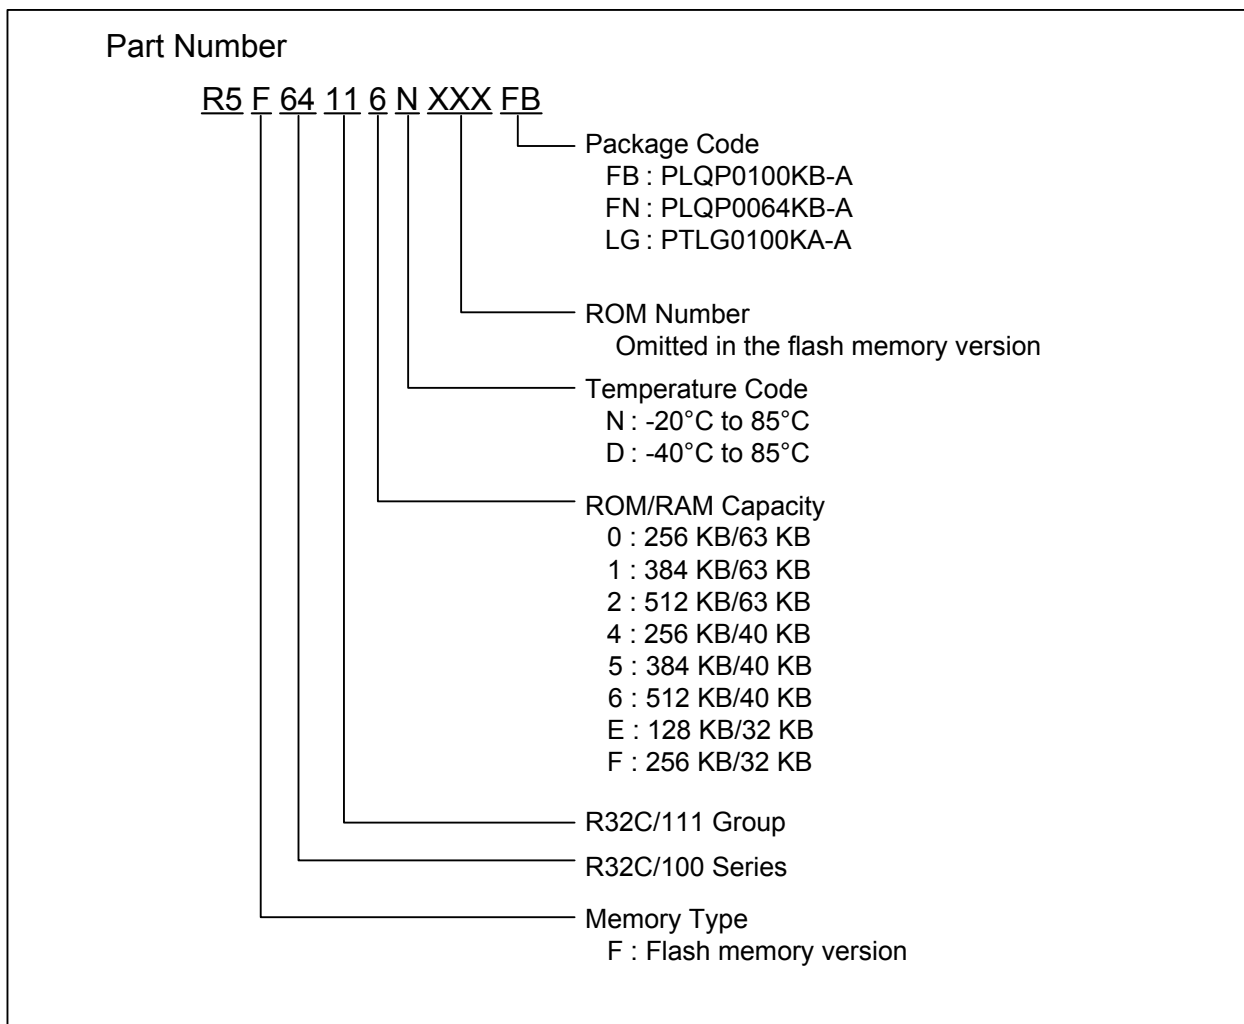 Part Number
R5 F 64 11 6 N XXX FB
Package Code
FB : PLQP0100KB-A
FN : PLQP0064KB-A
LG : PTLG0100KA-A
ROM Number
Omitted in the flash memory version
Temperature Code
N : -20°C to 85°C
D : -40°C to 85°C
ROM/RAM Capacity
0 : 256 KB/63 KB
1 : 384 KB/63 KB
2 : 512 KB/63 KB
4 : 256 KB/40 KB
5 : 384 KB/40 KB
6 : 512 KB/40 KB
E : 128 KB/32 KB
F : 256 KB/32 KB
R32C/111 Group
R32C/100 Series
Memory Type
F : Flash memory version